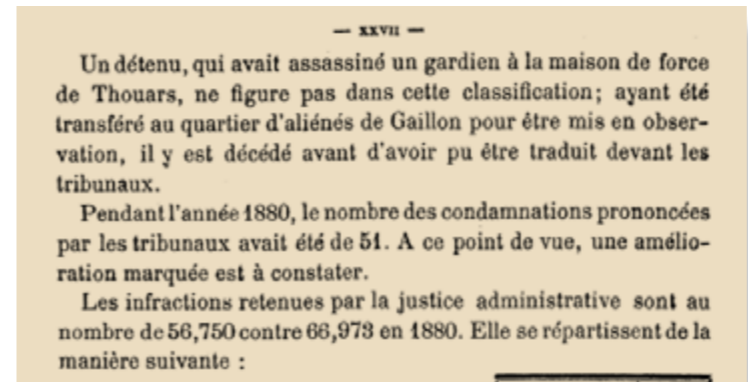 — XXVII —
Un détenu, qui avait assassiné un gardien à la maison de force
de Thouars, ne figure pas dans cette classification; ayant été
transféré au quartier d'aliénés de Gaillon pour être mis en obser-
vation, il y est décédé avant d'avoir pu être traduit devant les
tribunaux.
Pendant l'année 1880, le nombre des condamnations prononcées
par les tribunaux avait été de 51. A ce point de vue, une amélio-
ration marquée est à constater.
Les infractions retenues par la justice administrative sont au
nombre de 56,750 contre 66,973 en 1880. Elle se répartissent de la
manière suivante :